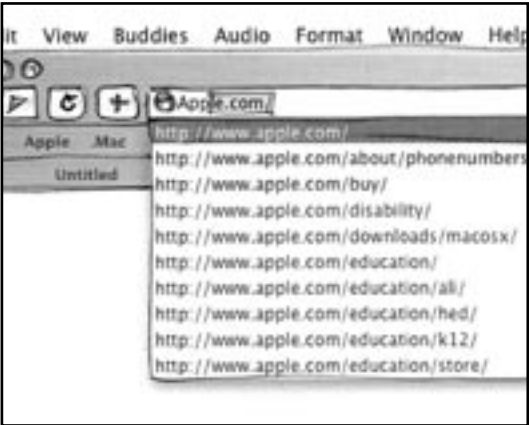 it View Buddies Audio Format Window Help
Apple.com/
Apple .Mac
http://www.apple.com/
Untitled
http://www.apple.com/about/phonenumbers
http://www.apple.com/buy/
http://www.apple.com/disability/
http://www.apple.com/downloads/macosx/
http://www.apple.com/education/
http://www.apple.com/education/ali/
http://www.apple.com/education/hed/
http://www.apple.com/education/k12/
http://www.apple.com/education/store/